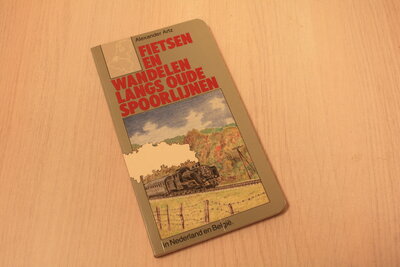 Alexander Artz
FIETSEN
EN
WANDELEN
LANGS OUDE
SPOORLIJNEN
in Nederland en België.